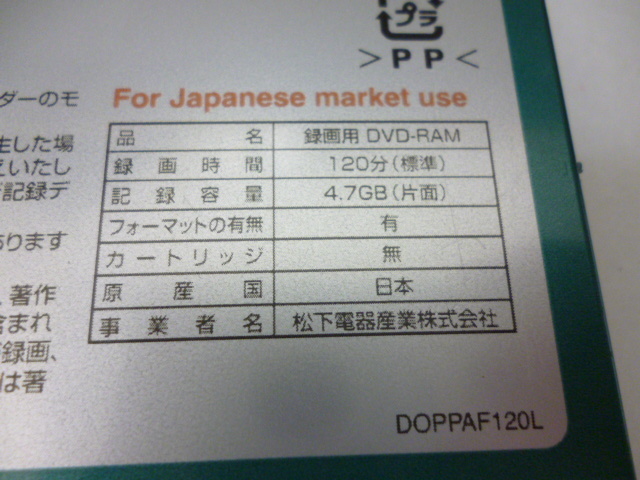 プラ
>PP<
ダーのモ
生した場
えいたし
記録デ
あります
著作
含まれ
録画、
は著
For Japanese market use
品名 録画用 DVD-RAM
録画時間 120分(標準)
記録容量 4.7GB(片面)
フォーマットの有無 有
カートリッジ 無
原産国 日本
事業者名 松下電器産業株式会社
DOPPAF120L